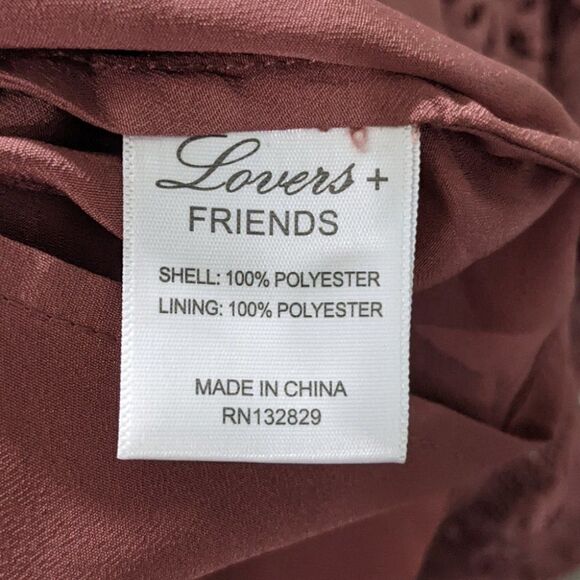 Lovers +
FRIENDS
SHELL: 100% POLYESTER
LINING: 100% POLYESTER
MADE IN CHINA
RN132829